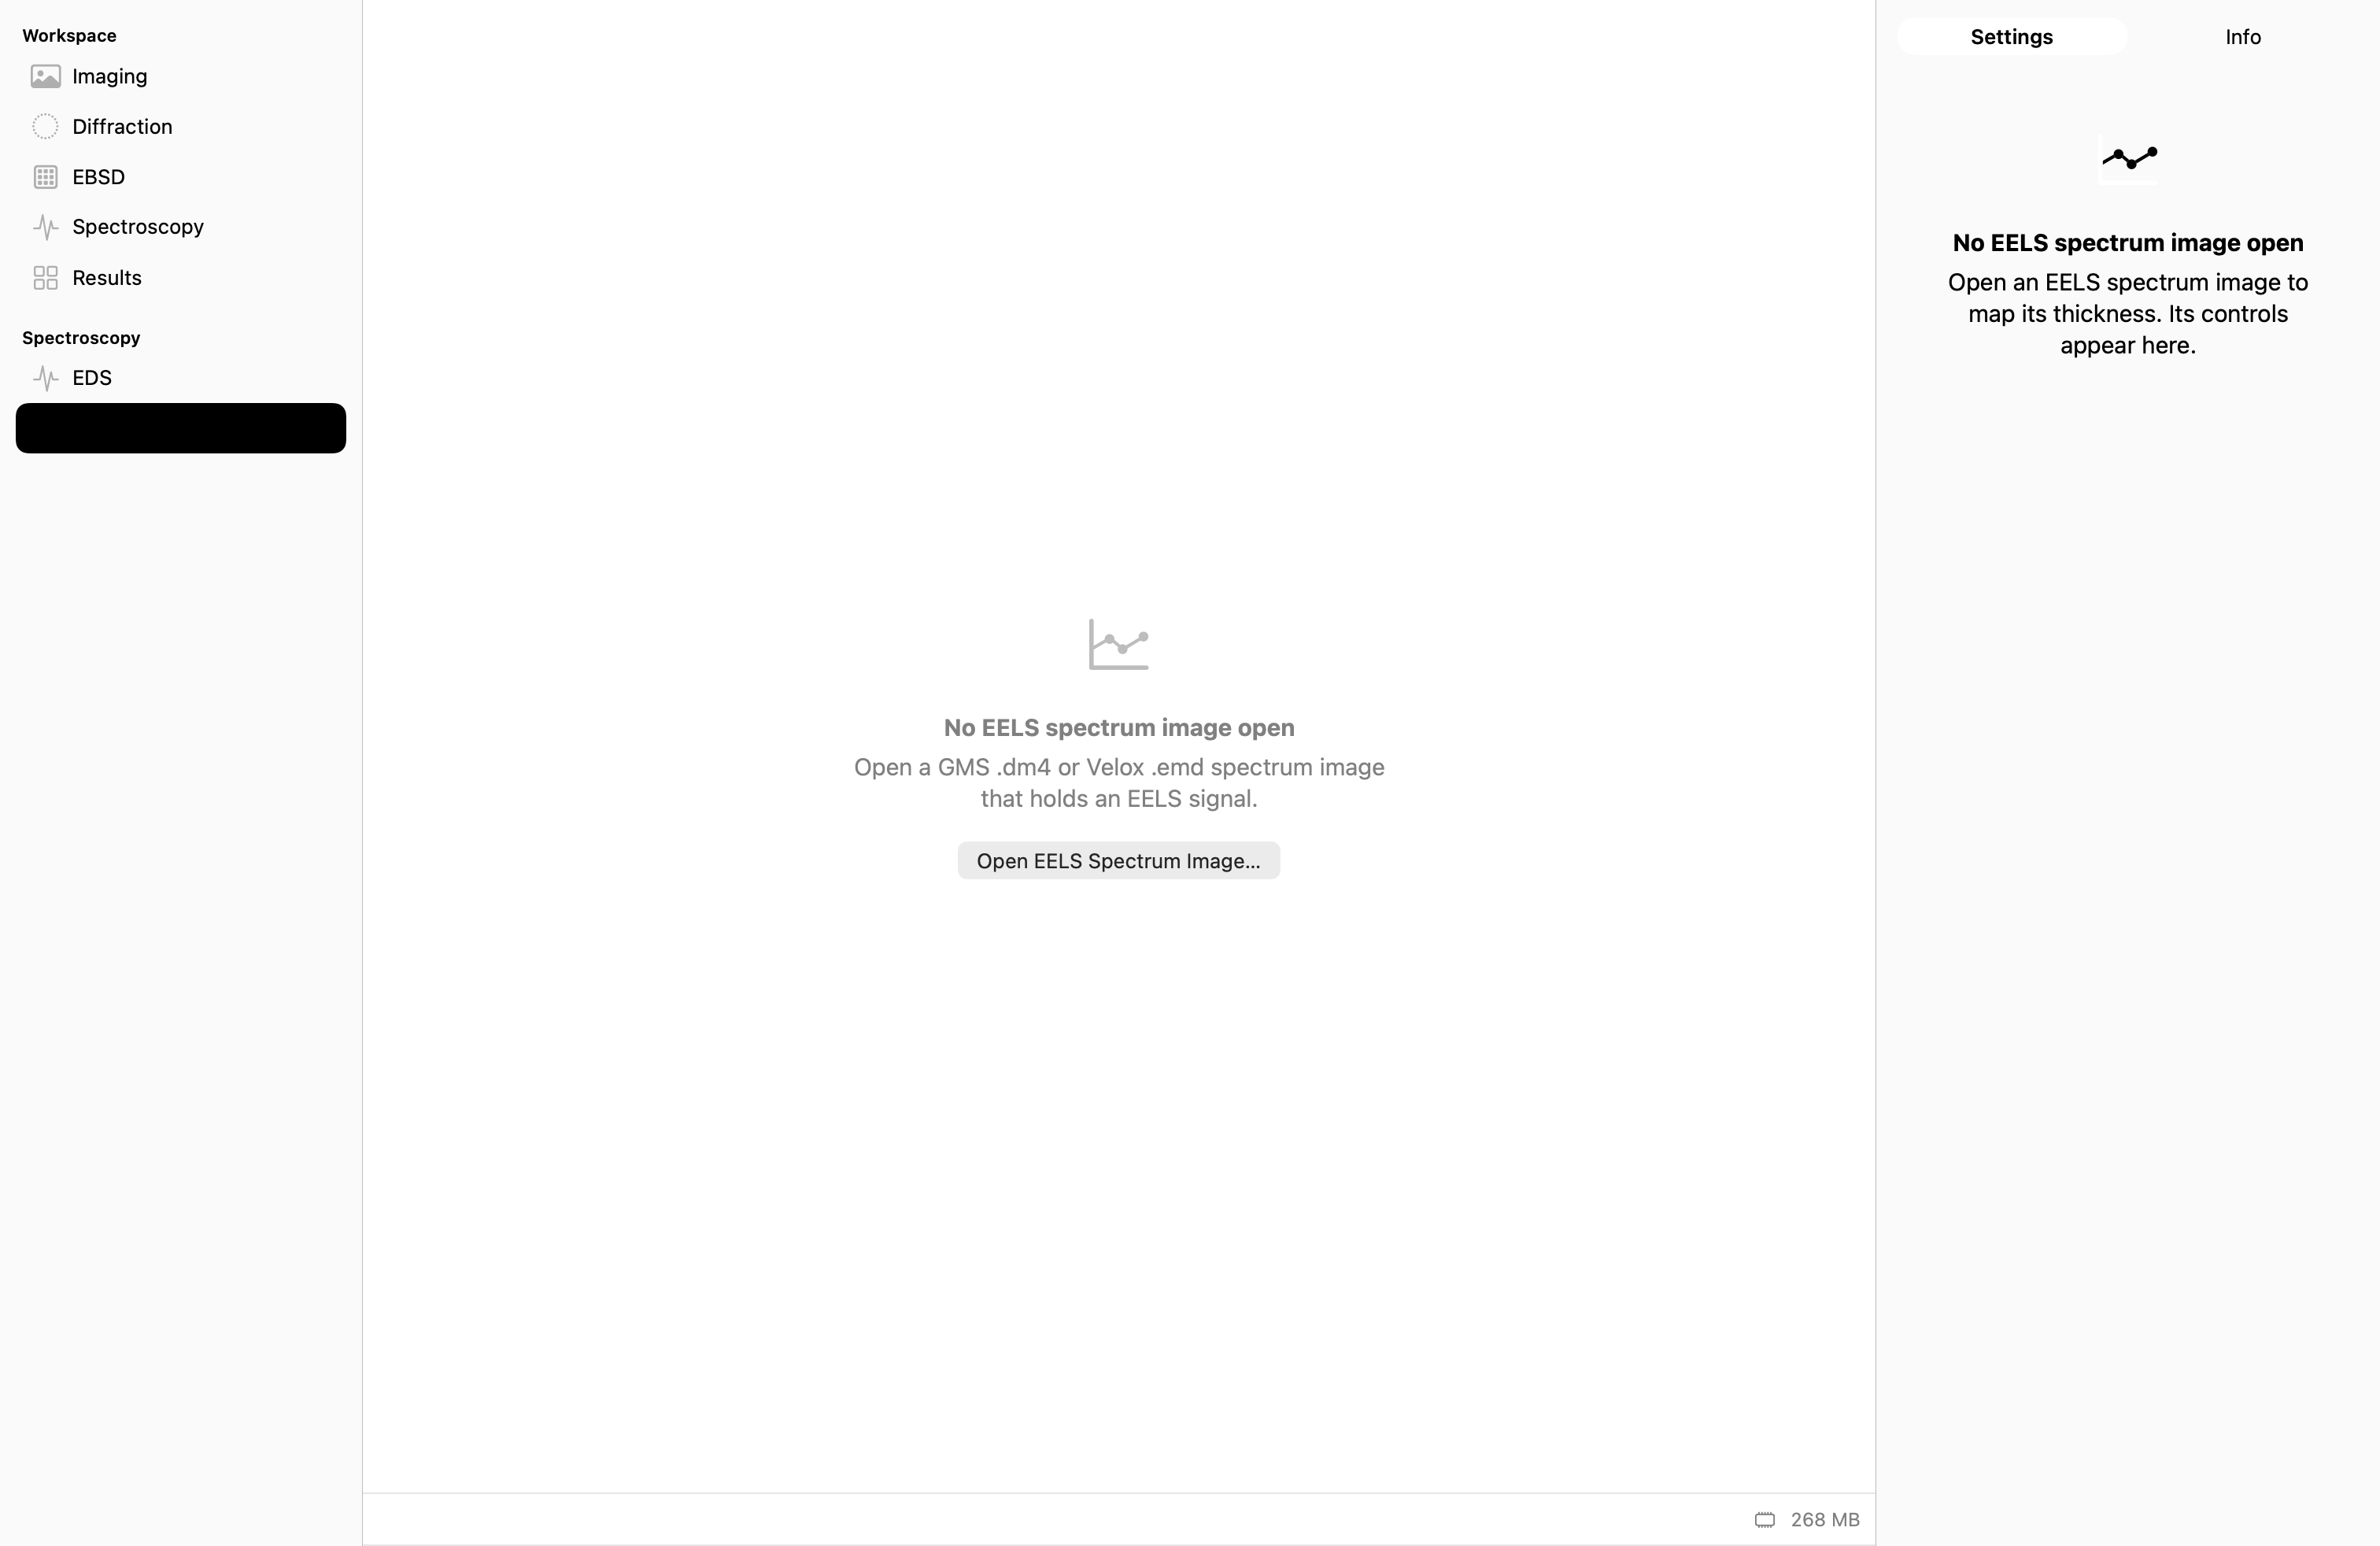 Workspace
Imaging
Diffraction
EBSD
Spectroscopy
Results
Spectroscopy
EDS
No EELS spectrum image open
Open a GMS .dm4 or Velox .emd spectrum image
that holds an EELS signal.
Open EELS Spectrum Image...
268 MB
Settings
Info
No EELS spectrum image open
Open an EELS spectrum image to
map its thickness. Its controls
appear here.